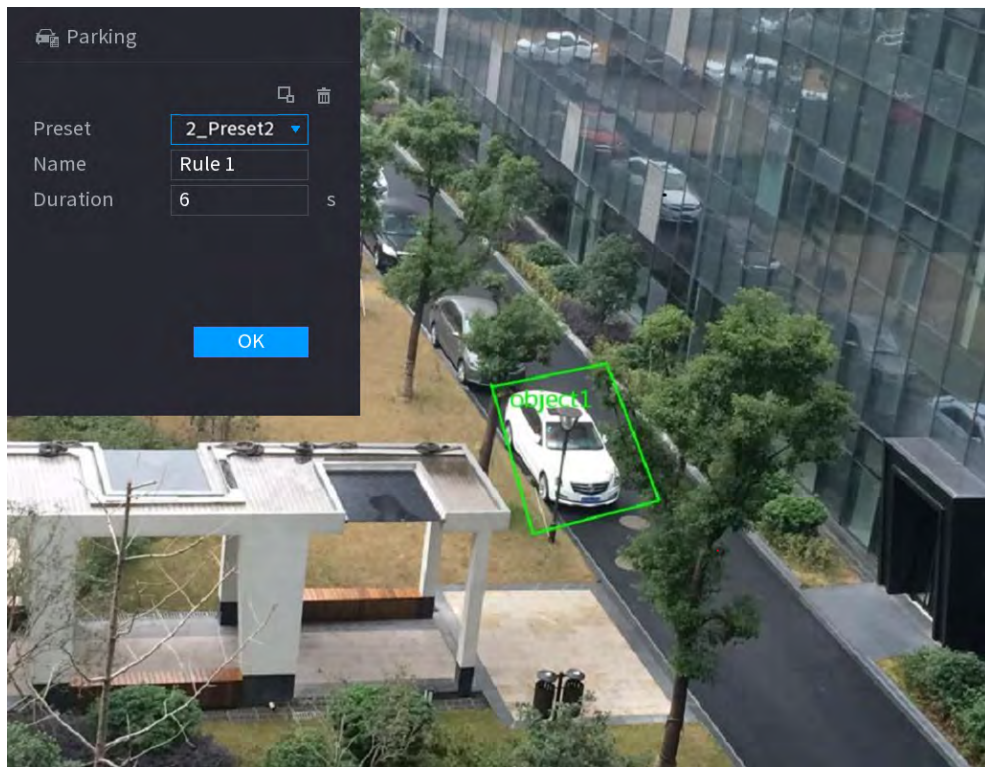 Parking
Preset 2_Preset2
Name Rule 1
Duration 6 s
OK
object1